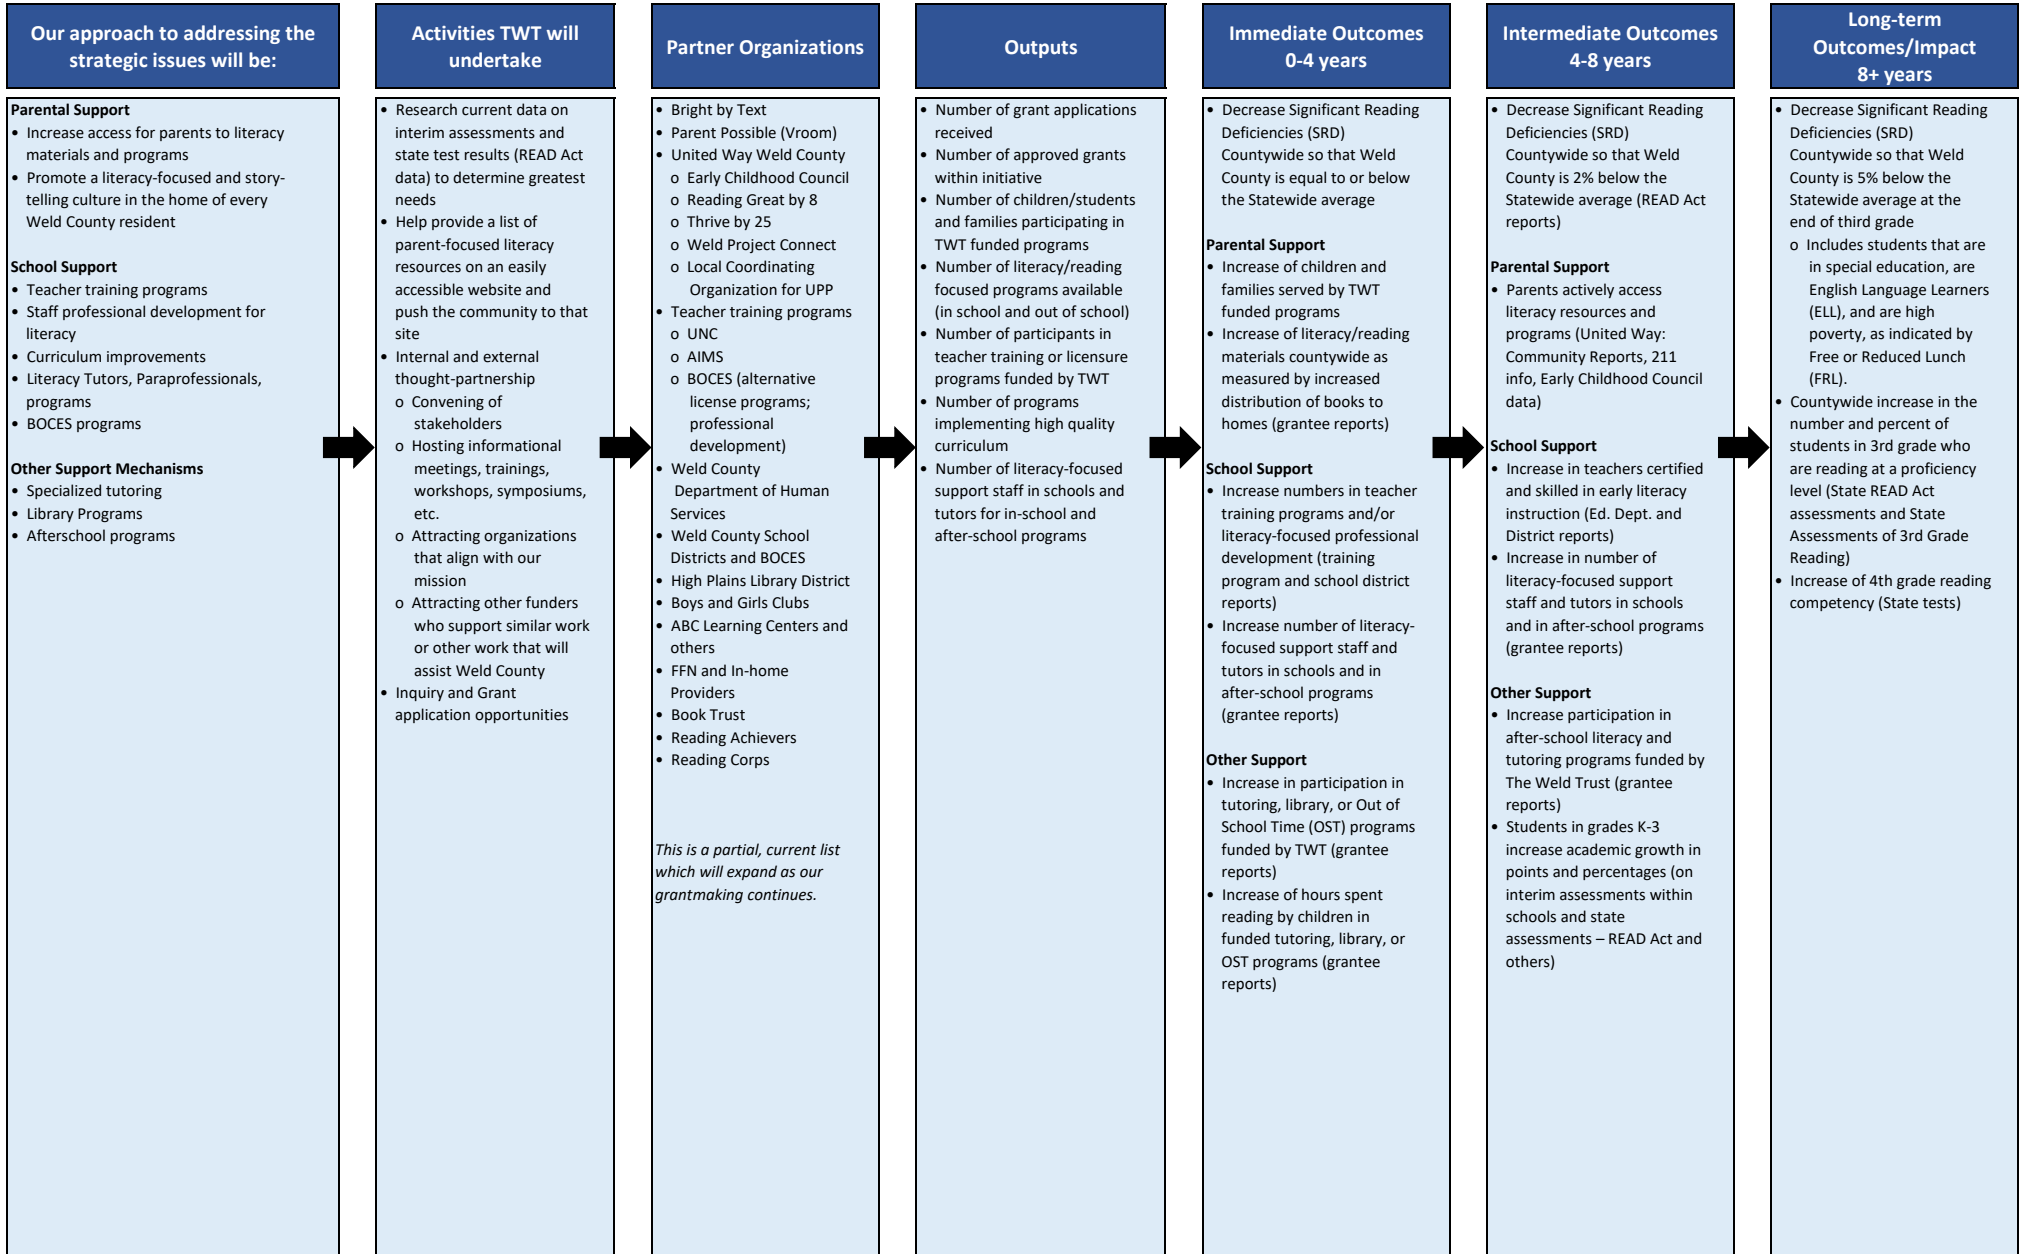 Our approach to addressing the
strategic issues will be:
Parental Support
• Increase access for parents to literacy
materials and programs
• Promote a literacy-focused and story-
telling culture in the home of every
Weld County resident
School Support
• Teacher training programs
• Staff professional development for
literacy
• Curriculum improvements
• Literacy Tutors, Paraprofessionals,
programs
• BOCES programs
Other Support Mechanisms
• Specialized tutoring
• Library Programs
• Afterschool programs
Activities TWT will
undertake
• Research current data on
interim assessments and
state test results (READ Act
data) to determine greatest
needs
• Help provide a list of
parent-focused literacy
resources on an easily
accessible website and
push the community to that
site
• Internal and external
thought-partnership
o Convening of
stakeholders
o Hosting informational
meetings, trainings,
workshops, symposiums,
etc.
o Attracting organizations
that align with our
mission
o Attracting other funders
who support similar work
or other work that will
assist Weld County
• Inquiry and Grant
application opportunities
Partner Organizations
• Bright by Text
• Parent Possible (Vroom)
• United Way Weld County
o Early Childhood Council
o Reading Great by 8
o Thrive by 25
o Weld Project Connect
o Local Coordinating
Organization for UPP
• Teacher training programs
o UNC
o AIMS
o BOCES (alternative
license programs;
professional
development)
• Weld County
Department of Human
Services
• Weld County School
Districts and BOCES
• High Plains Library District
• Boys and Girls Clubs
• ABC Learning Centers and
others
• FFN and In-home
Providers
• Book Trust
• Reading Achievers
• Reading Corps
This is a partial, current list
which will expand as our
grantmaking continues.
Outputs
• Number of grant applications
received
• Number of approved grants
within initiative
• Number of children/students
and families participating in
TWT funded programs
• Number of literacy/reading
focused programs available
(in school and out of school)
• Number of participants in
teacher training or licensure
programs funded by TWT
• Number of programs
implementing high quality
curriculum
• Number of literacy-focused
support staff in schools and
tutors for in-school and
after-school programs
Immediate Outcomes
0-4 years
• Decrease Significant Reading
Deficiencies (SRD)
Countywide so that Weld
County is equal to or below
the Statewide average
Parental Support
• Increase of children and
families served by TWT
funded programs
• Increase of literacy/reading
materials countywide as
measured by increased
distribution of books to
homes (grantee reports)
School Support
• Increase numbers in teacher
training programs and/or
literacy-focused professional
development (training
program and school district
reports)
• Increase number of literacy-
focused support staff and
tutors in schools and in
after-school programs
(grantee reports)
Other Support
• Increase in participation in
tutoring, library, or Out of
School Time (OST) programs
funded by TWT (grantee
reports)
• Increase of hours spent
reading by children in
funded tutoring, library, or
OST programs (grantee
reports)
Intermediate Outcomes
4-8 years
• Decrease Significant Reading
Deficiencies (SRD)
Countywide so that Weld
County is 2% below the
Statewide average (READ Act
reports)
Parental Support
• Parents actively access
literacy resources and
programs (United Way:
Community Reports, 211
info, Early Childhood Council
data)
School Support
• Increase in teachers certified
and skilled in early literacy
instruction (Ed. Dept. and
District reports)
• Increase in number of
literacy-focused support
staff and tutors in schools
and in after-school programs
(grantee reports)
Other Support
• Increase participation in
after-school literacy and
tutoring programs funded by
The Weld Trust (grantee
reports)
• Students in grades K-3
increase academic growth in
points and percentages (on
interim assessments within
schools and state
assessments – READ Act and
others)
Long-term
Outcomes/Impact
8+ years
• Decrease Significant Reading
Deficiencies (SRD)
Countywide so that Weld
County is 5% below the
Statewide average at the
end of third grade
o Includes students that are
in special education, are
English Language Learners
(ELL), and are high
poverty, as indicated by
Free or Reduced Lunch
(FRL).
• Countywide increase in the
number and percent of
students in 3rd grade who
are reading at a proficiency
level (State READ Act
assessments and State
Assessments of 3rd Grade
Reading)
• Increase of 4th grade reading
competency (State tests)